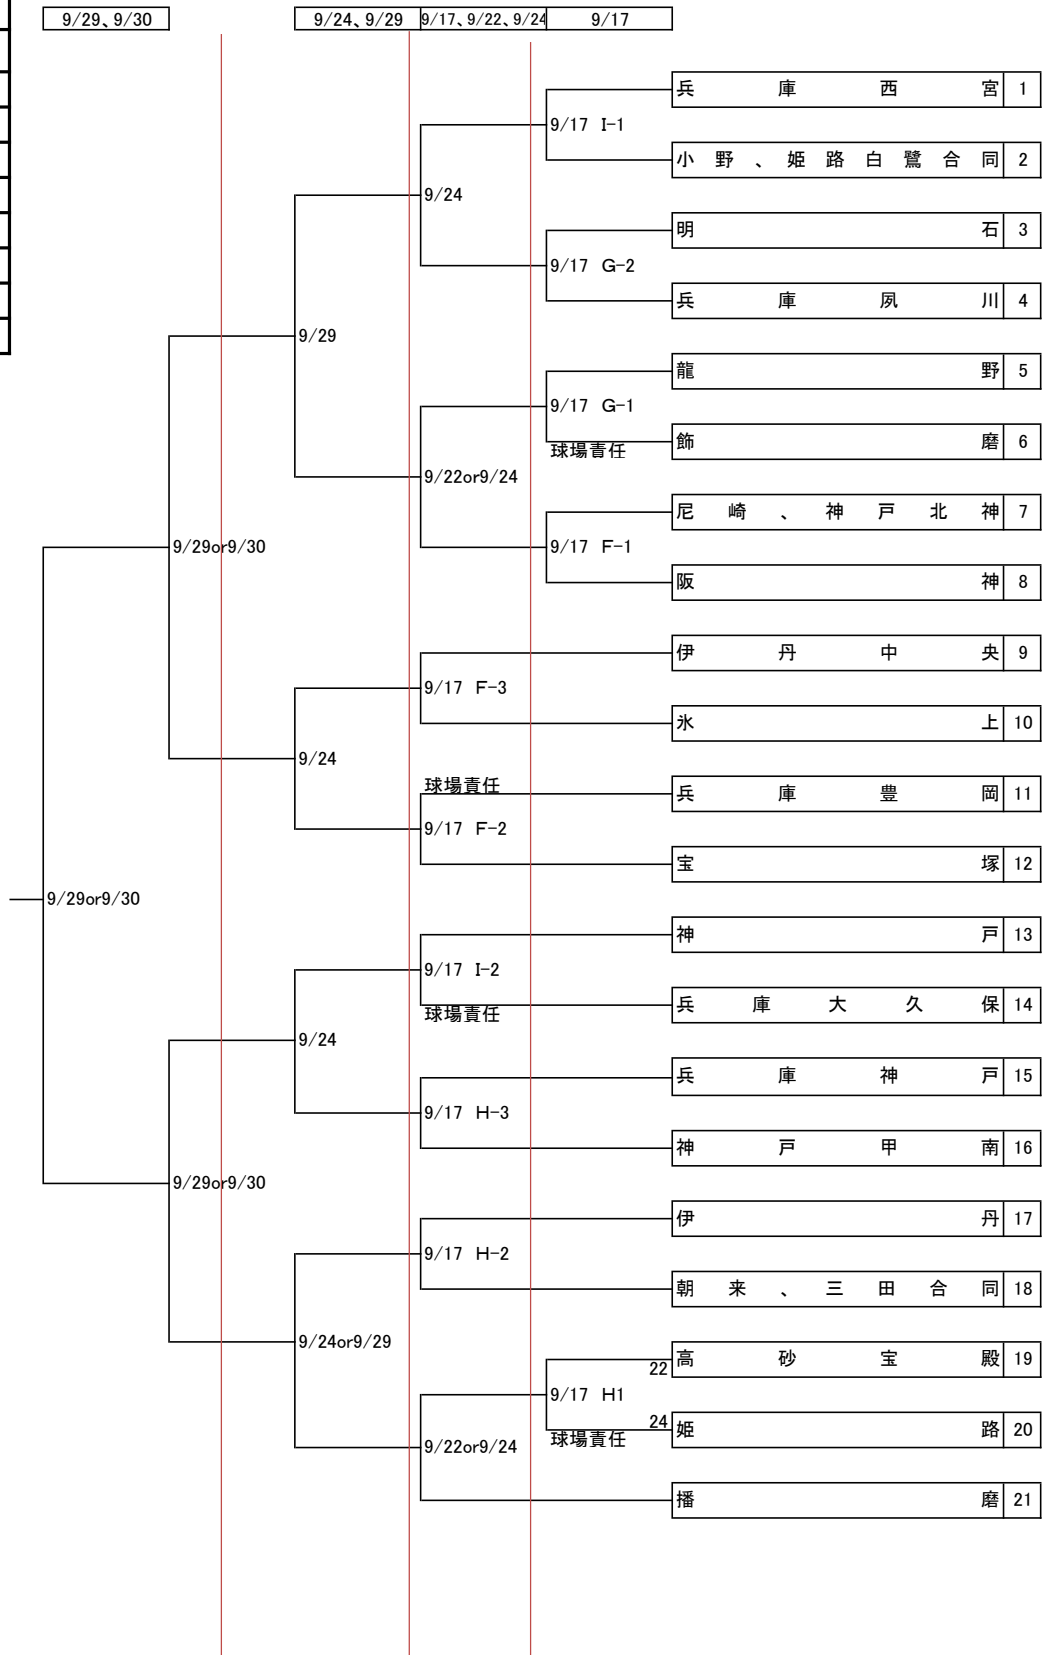 9/29、9/30 9/24、9/29 9/17、9/22、9/24 9/17
兵庫西宮 1
9/17 I-1
小野、姫路白鷺合同 2
9/24
明石 3
9/17 G-2
兵庫夙川 4
9/29
龍野 5
9/17 G-1
飾磨 6
球場責任
9/22or9/24
尼崎、神戸北神 7
9/29or9/30
9/17 F-1
阪神 8
伊丹中央 9
9/17 F-3
氷上 10
9/24
球場責任
兵庫豊岡 11
9/17 F-2
宝塚 12
9/29or9/30
神戸 13
9/17 I-2
兵庫大久保 14
球場責任
9/24
兵庫神戸 15
9/17 H-3
神戸甲南 16
9/29or9/30
伊丹 17
9/17 H-2
朝来、三田合同 18
9/24or9/29
高砂宝殿 19
22
9/17 H1
24
姫路 20
球場責任
9/22or9/24
播磨 21